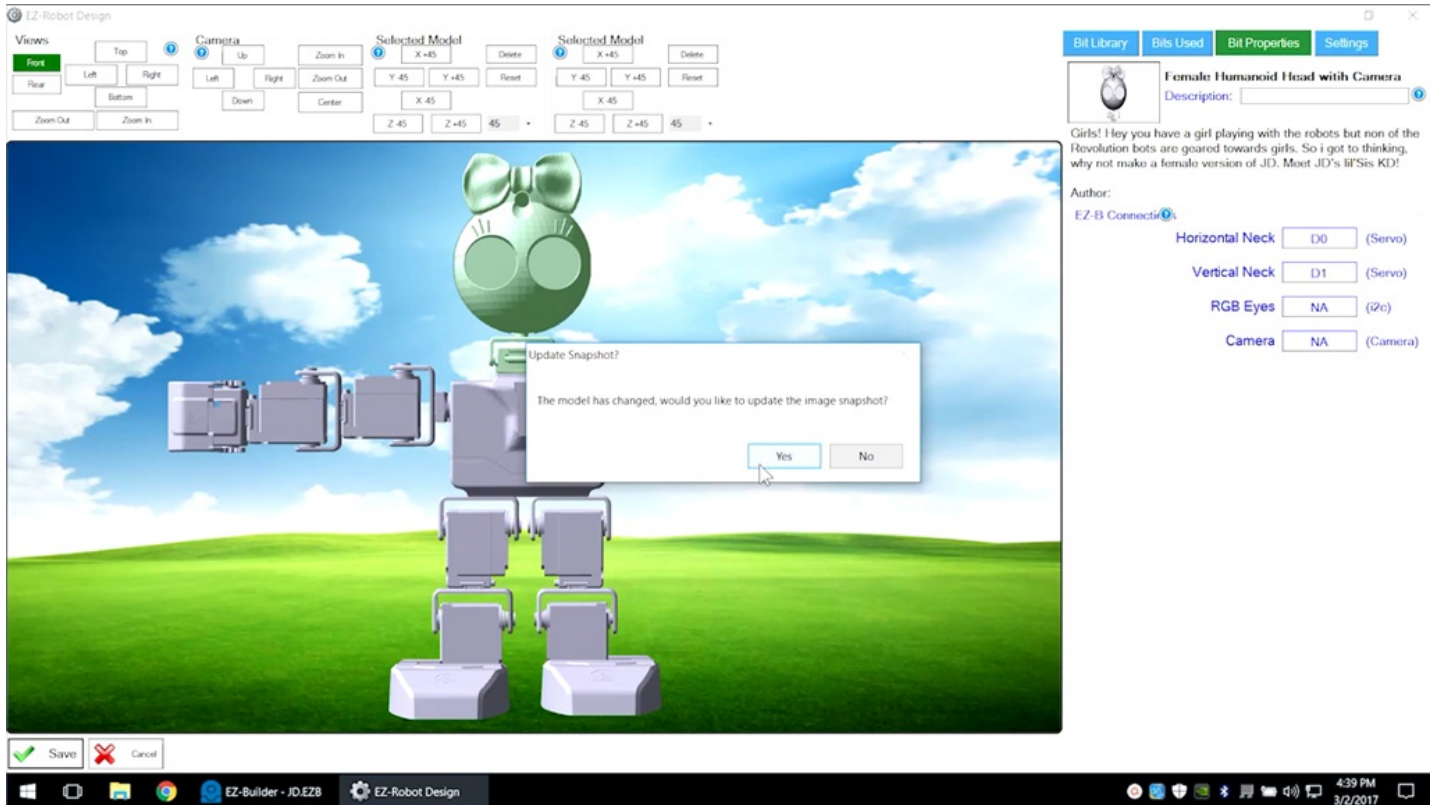 EZ-Robot Design
Views
Top
Front
Left
Right
Rear
Bottom
Zoom Out
Zoom In
Camera
Up
Zoom In
Left
Right
Zoom Out
Down
Center
Selected Model
X +45
Delete
Y -45
Y +45
Reset
X -45
Z -45
Z +45
45
Selected Model
X +45
Delete
Y -45
Y +45
Reset
X -45
Z -45
Z +45
45
Bit Library
Bits Used
Bit Properties
Settings
Female Humanoid Head witih Camera
Description:
Girls! Hey you have a girl playing with the robots but non of the
Revolution bots are geared towards girls. So i got to thinking,
why not make a female version of JD. Meet JD's lil'Sis KD!
Author:
EZ-B Connecti
Horizontal Neck
D0
(Servo)
Vertical Neck
D1
(Servo)
RGB Eyes
NA
(i2c)
Camera
NA
(Camera)
Update Snapshot?
The model has changed, would you like to update the image snapshot?
Yes
No
Save
Cancel
EZ-Builder - JD.EZB
EZ-Robot Design
4:39 PM
3/2/2017